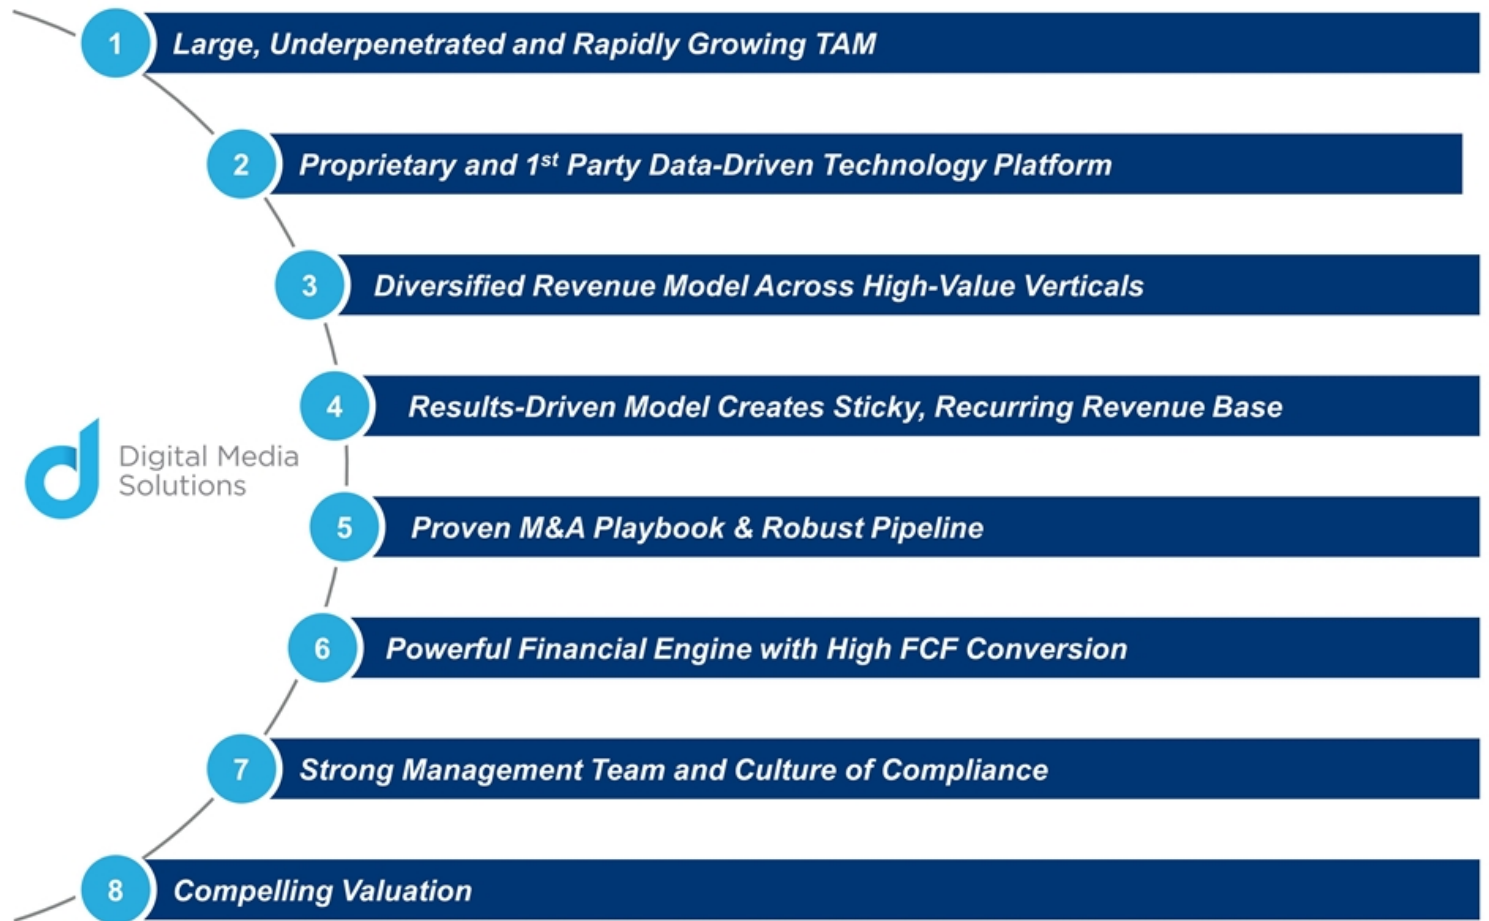 1 Large, Underpenetrated and Rapidly Growing TAM
2 Proprietary and 1st Party Data-Driven Technology Platform
3 Diversified Revenue Model Across High-Value Verticals
4 Results-Driven Model Creates Sticky, Recurring Revenue Base
Digital Media
Solutions
5 Proven M&A Playbook & Robust Pipeline
6 Powerful Financial Engine with High FCF Conversion
7 Strong Management Team and Culture of Compliance
8 Compelling Valuation